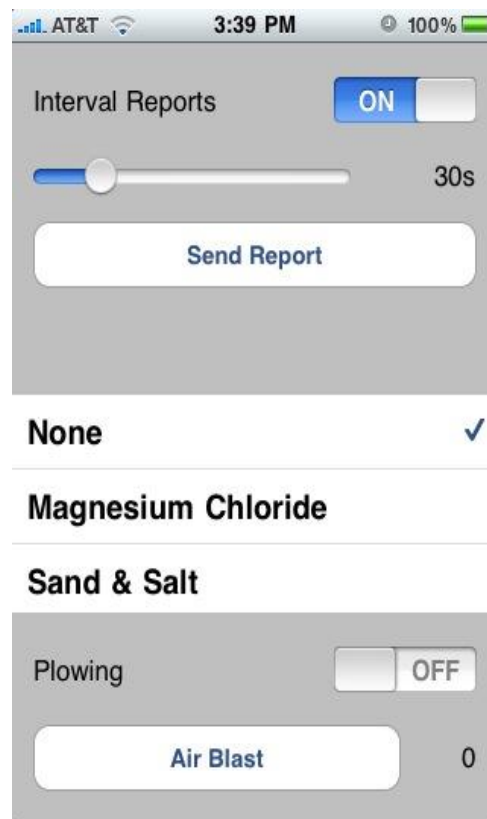 AT&T 3:39 PM 100%
Interval Reports ON
30s
Send Report
None
Magnesium Chloride
Sand & Salt
Plowing OFF
Air Blast 0